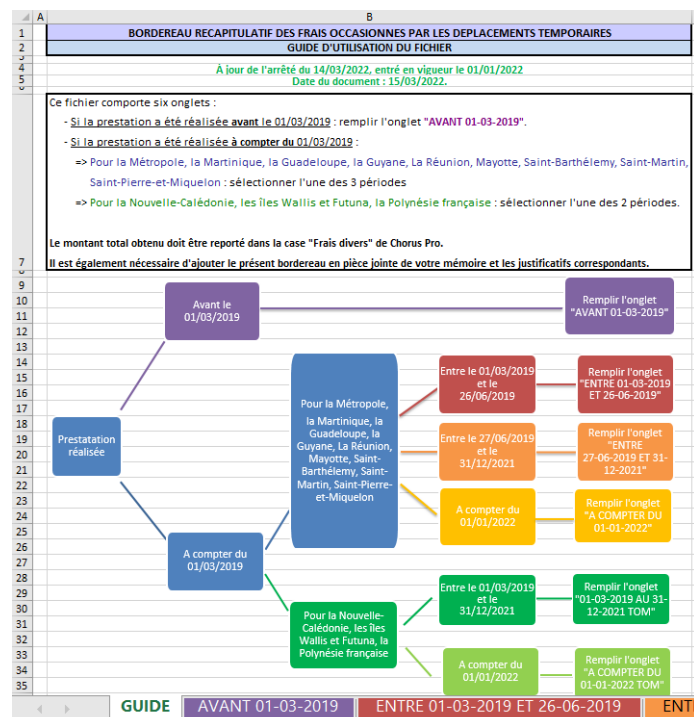 A
B
1
BORDEREAU RECAPITULATIF DES FRAIS OCCASIONNES PAR LES DEPLACEMENTS TEMPORAIRES
2
GUIDE D'UTILISATION DU FICHIER
3
4
À jour de l'arrêté du 14/03/2022, entré en vigueur le 01/01/2022
5
Date du document : 15/03/2022.
6
Ce fichier comporte six onglets :
- Si la prestation a été réalisée avant le 01/03/2019 : remplir l'onglet "AVANT 01-03-2019".
- Si la prestation a été réalisée à compter du 01/03/2019 :
=> Pour la Métropole, la Martinique, la Guadeloupe, la Guyane, La Réunion, Mayotte, Saint-Barthélemy, Saint-Martin,
Saint-Pierre-et-Miquelon : sélectionner l'une des 3 périodes
=> Pour la Nouvelle-Calédonie, les îles Wallis et Futuna, la Polynésie française : sélectionner l'une des 2 périodes.
Le montant total obtenu doit être reporté dans la case "Frais divers" de Chorus Pro.
7
Il est également nécessaire d'ajouter le présent bordereau en pièce jointe de votre mémoire et les justificatifs correspondants.
8
9
10
11
12
13
14
15
16
17
18
19
20
21
22
23
24
25
26
27
28
29
30
31
32
33
34
35
Prestatation
réalisée
Avant le
01/03/2019
Remplir l'onglet
"AVANT 01-03-2019"
A compter du
01/03/2019
Pour la Métropole,
la Martinique, la
Guadeloupe, la
Guyane, La Réunion,
Mayotte, Saint-
Barthélemy, Saint-
Martin, Saint-Pierre-
et-Miquelon
Entre le 01/03/2019
et le
26/06/2019
Remplir l'onglet
"ENTRE 01-03-2019
ET 26-06-2019"
Entre le 27/06/2019
et le
31/12/2021
Remplir l'onglet
"ENTRE
27-06-2019 ET 31-
12-2021"
A compter du
01/01/2022
Remplir l'onglet
"A COMPTER DU
01-01-2022"
Pour la Nouvelle-
Calédonie, les îles
Wallis et Futuna, la
Polynésie française
Entre le 01/03/2019
et le
31/12/2021
Remplir l'onglet
"01-03-2019 AU 31-
12-2021 TOM"
A compter du
01/01/2022
Remplir l'onglet
"A COMPTER DU
01-01-2022 TOM"
GUIDE
AVANT 01-03-2019
ENTRE 01-03-2019 ET 26-06-2019
ENT